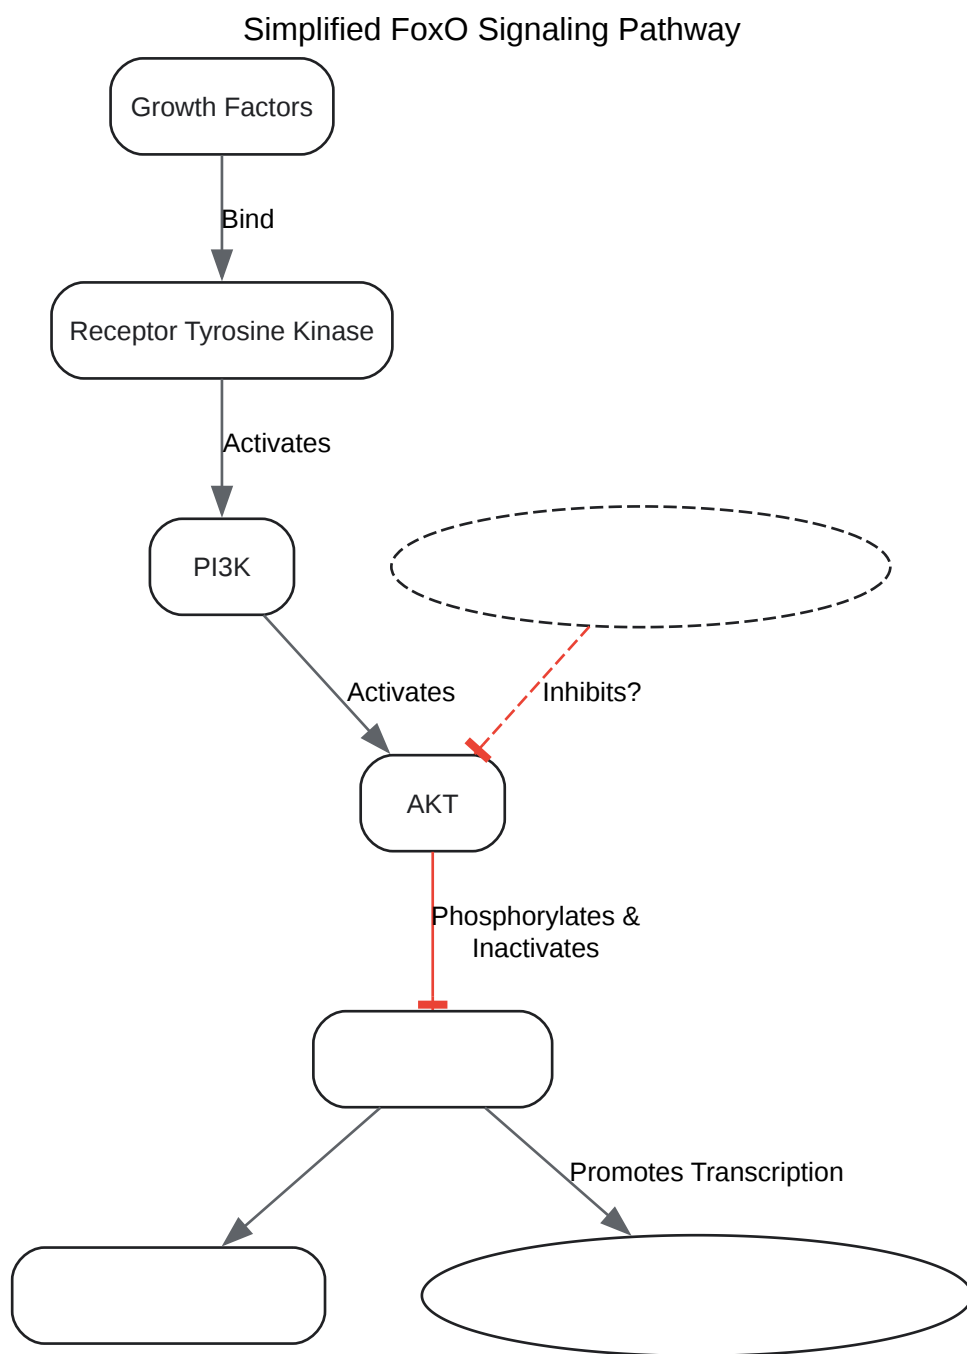 Simplified FoxO Signaling Pathway
Growth Factors
Bind
Receptor Tyrosine Kinase
Activates
PI3K
Activates
Inhibits?
AKT
Phosphorylates &
Inactivates
Promotes Transcription